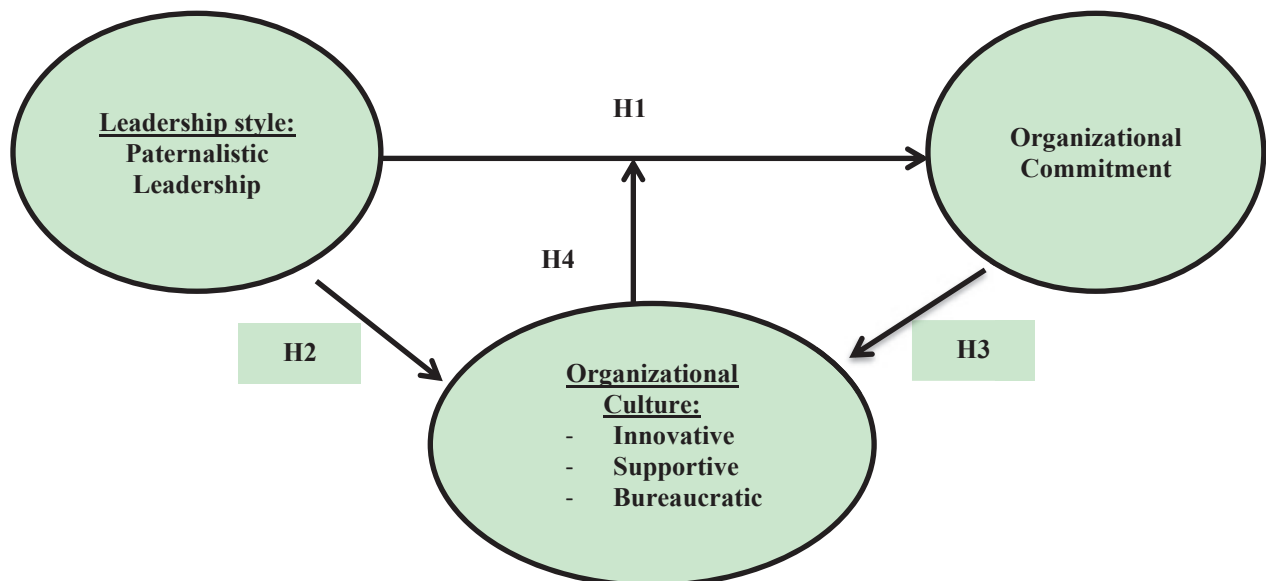 Leadership style:
Paternalistic
Leadership
H1
Organizational
Commitment
H4
H2
H3
Organizational
Culture:
- Innovative
- Supportive
- Bureaucratic